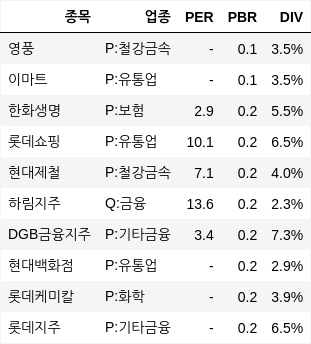 종목 업종 PER PBR DIV
영풍 P:철강금속 - 0.1 3.5%
이마트 P:유통업 - 0.1 3.5%
한화생명 P:보험 2.9 0.2 5.5%
롯데쇼핑 P:유통업 10.1 0.2 6.5%
현대제철 P:철강금속 7.1 0.2 4.0%
하림지주 Q:금융 13.6 0.2 2.3%
DGB금융지주 P:기타금융 3.4 0.2 7.3%
현대백화점 P:유통업 - 0.2 2.9%
롯데케미칼 P:화학 - 0.2 3.9%
롯데지주 P:기타금융 - 0.2 6.5%